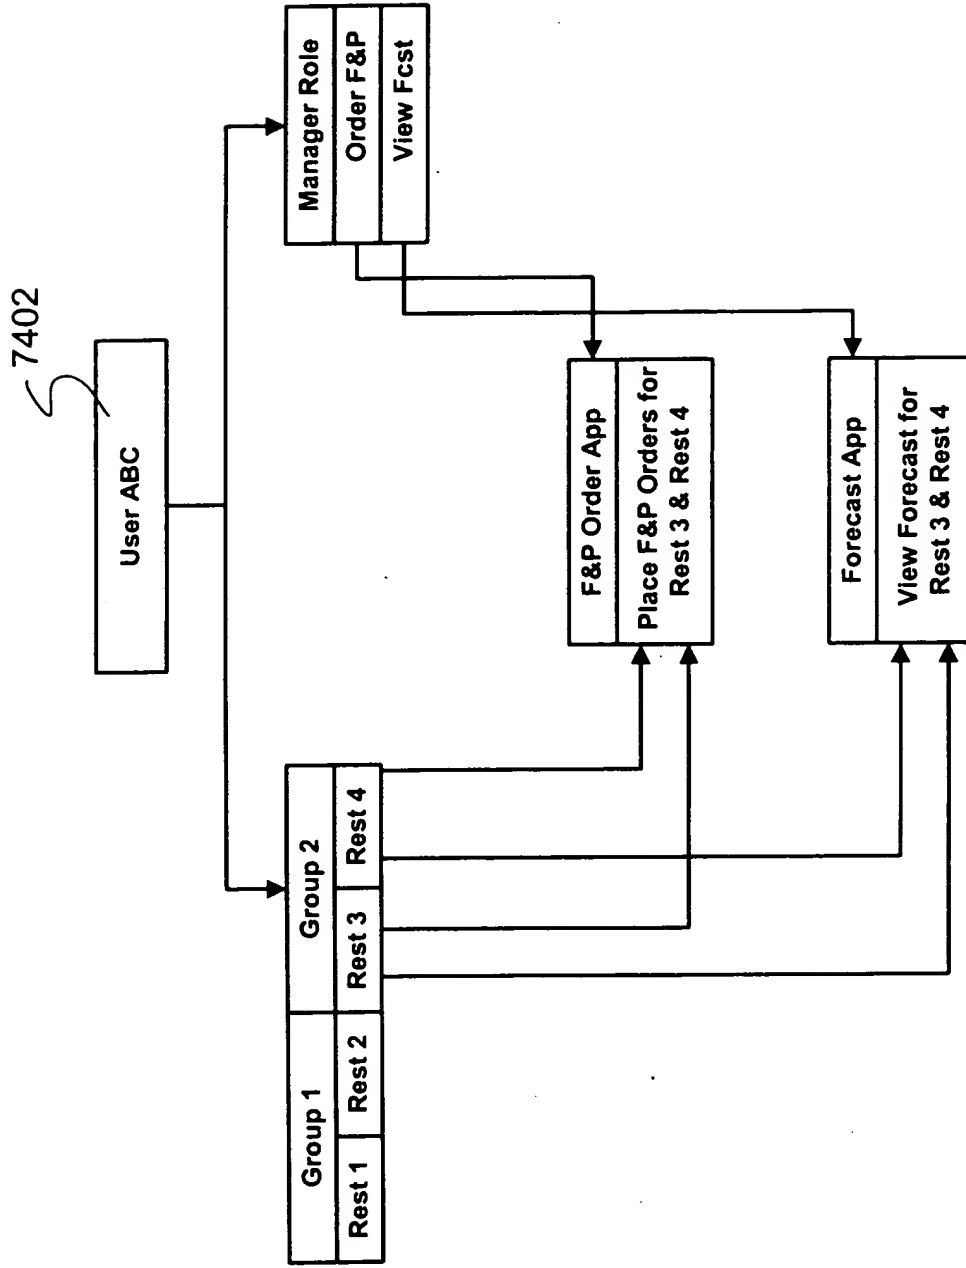 7402
User ABC
Group 1
Group 2
Rest 1
Rest 2
Rest 3
Rest 4
Manager Role
Order F&P
View Fcst
F&P Order App
Place F&P Orders for
Rest 3 & Rest 4
Forecast App
View Forecast for
Rest 3 & Rest 4